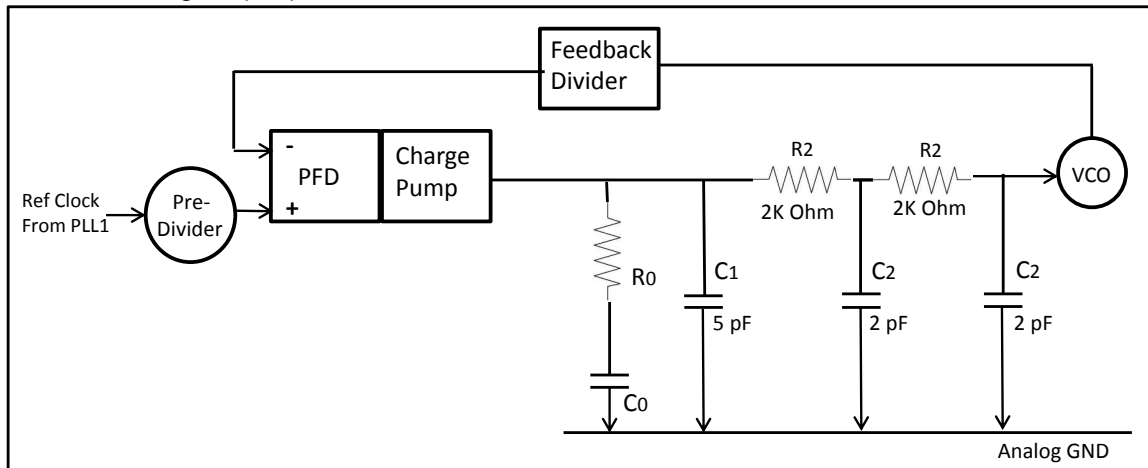 Feedback
Divider
-
PFD
+
Charge
Pump
Ref Clock
From PLL1
Pre-
Divider
R2
2K Ohm
R2
2K Ohm
VCO
R0
C0
C1
5 pF
C2
2 pF
C2
2 pF
Analog GND